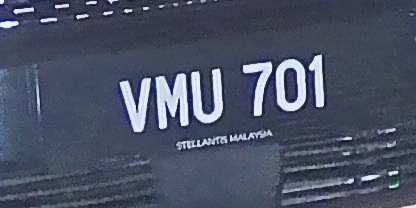 VMU 701
STELLANTIS MALAYSIA